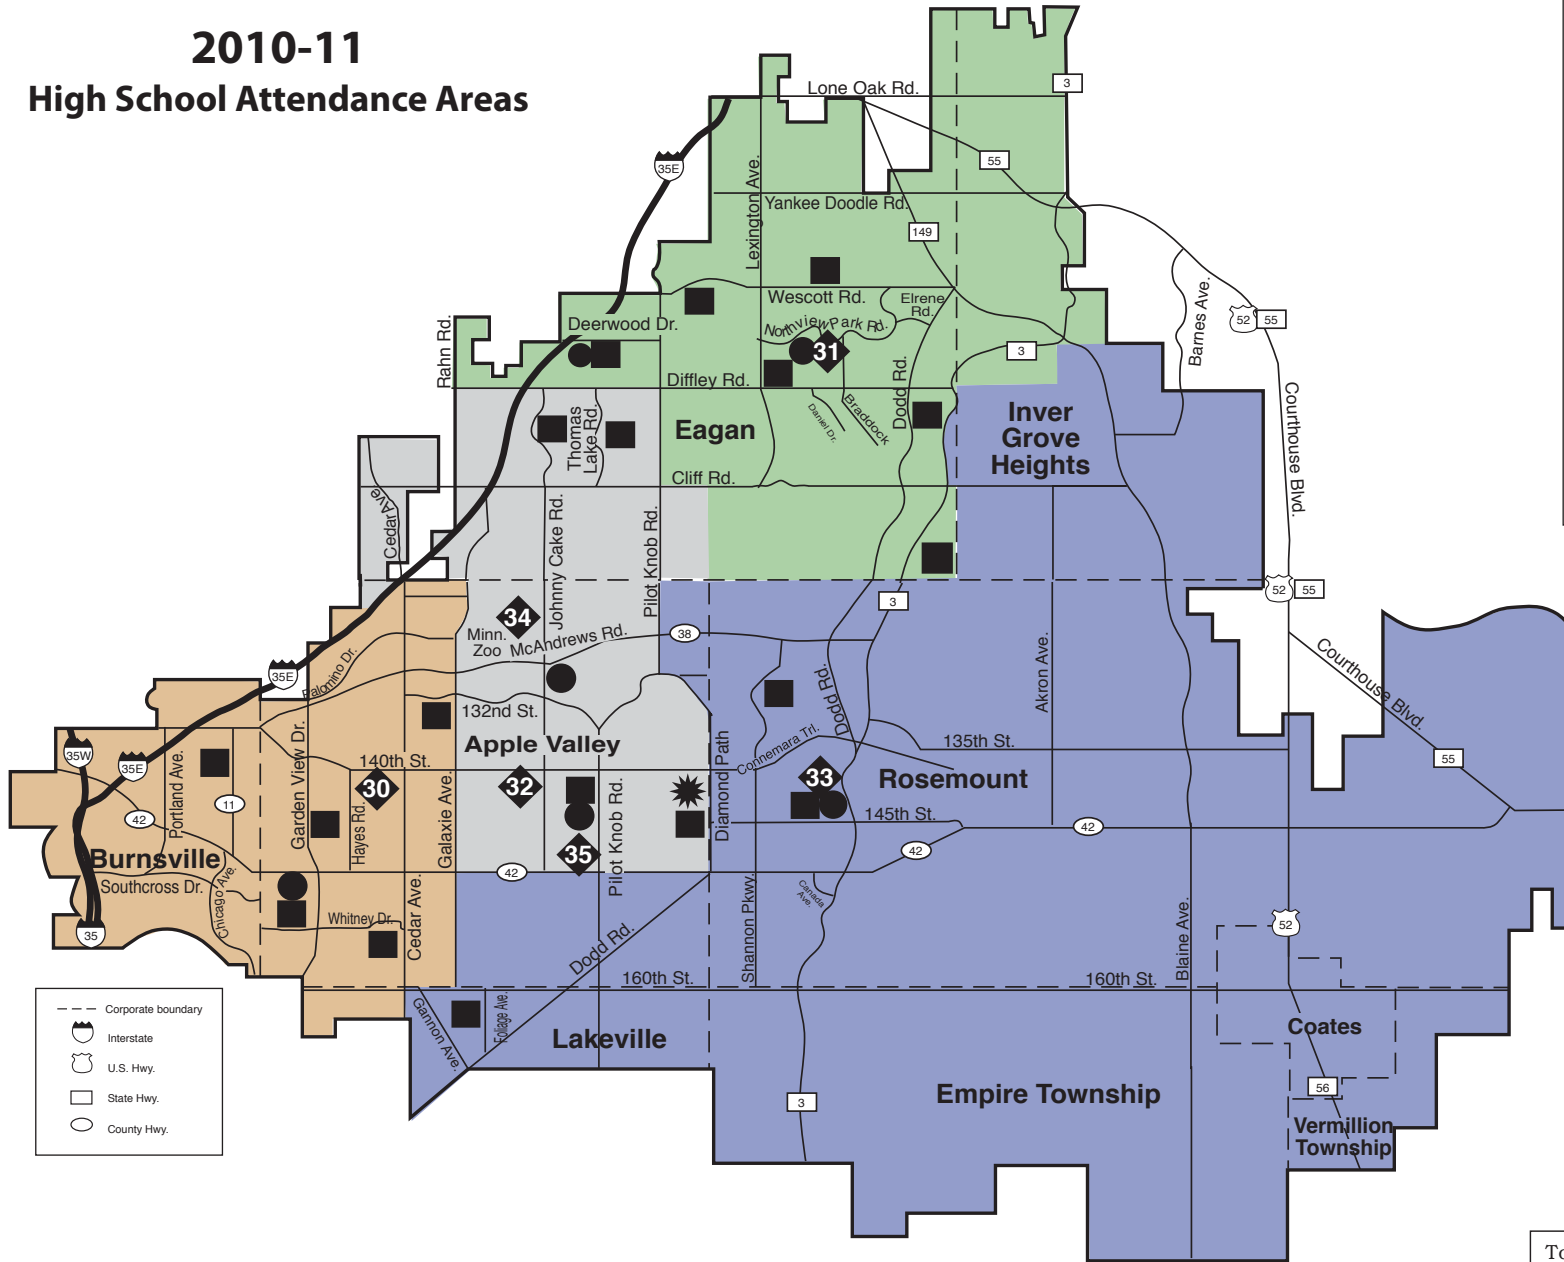 2010-11
High School Attendance Areas
3
Lone Oak Rd.
35E
55
Lexington Ave.
Yankee Doodle Rd.
149
Wescott Rd.
Elrene
Rd.
Barnes Ave.
52
55
Deerwood Dr.
Northview Park Rd.
31
3
Rahn Rd.
Diffley Rd.
Dodd Rd.
Daniel Dr.
Braddock
Courthouse Blvd.
Thomas
Lake Rd.
Eagan
Inver
Grove
Heights
Cliff Rd.
Cedar Ave
Johnny Cake Rd.
Pilot Knob Rd.
52
55
3
34
Minn.
Zoo
McAndrews Rd.
38
Akron Ave.
Courthouse Blvd.
35E
Palomino Dr.
Dodd Rd.
132nd St.
Apple Valley
135th St.
35W
35E
Portland Ave.
Garden View Dr.
140th St.
Connemara Trl.
55
30
32
33
Rosemount
Diamond Path
11
42
Hayes Rd.
Galaxie Ave.
Pilot Knob Rd.
145th St.
42
Burnsville
35
42
42
Southcross Dr.
Chicago Ave.
Whitney Dr.
Cedar Ave.
Shannon Pkwy.
Canada
Ave.
Blaine Ave.
35
52
Dodd Rd.
160th St.
160th St.
Corporate boundary
Interstate
U.S. Hwy.
State Hwy.
County Hwy.
Gannon Ave.
Foliage Ave.
Lakeville
Coates
3
Empire Township
56
Vermillion
Township
To